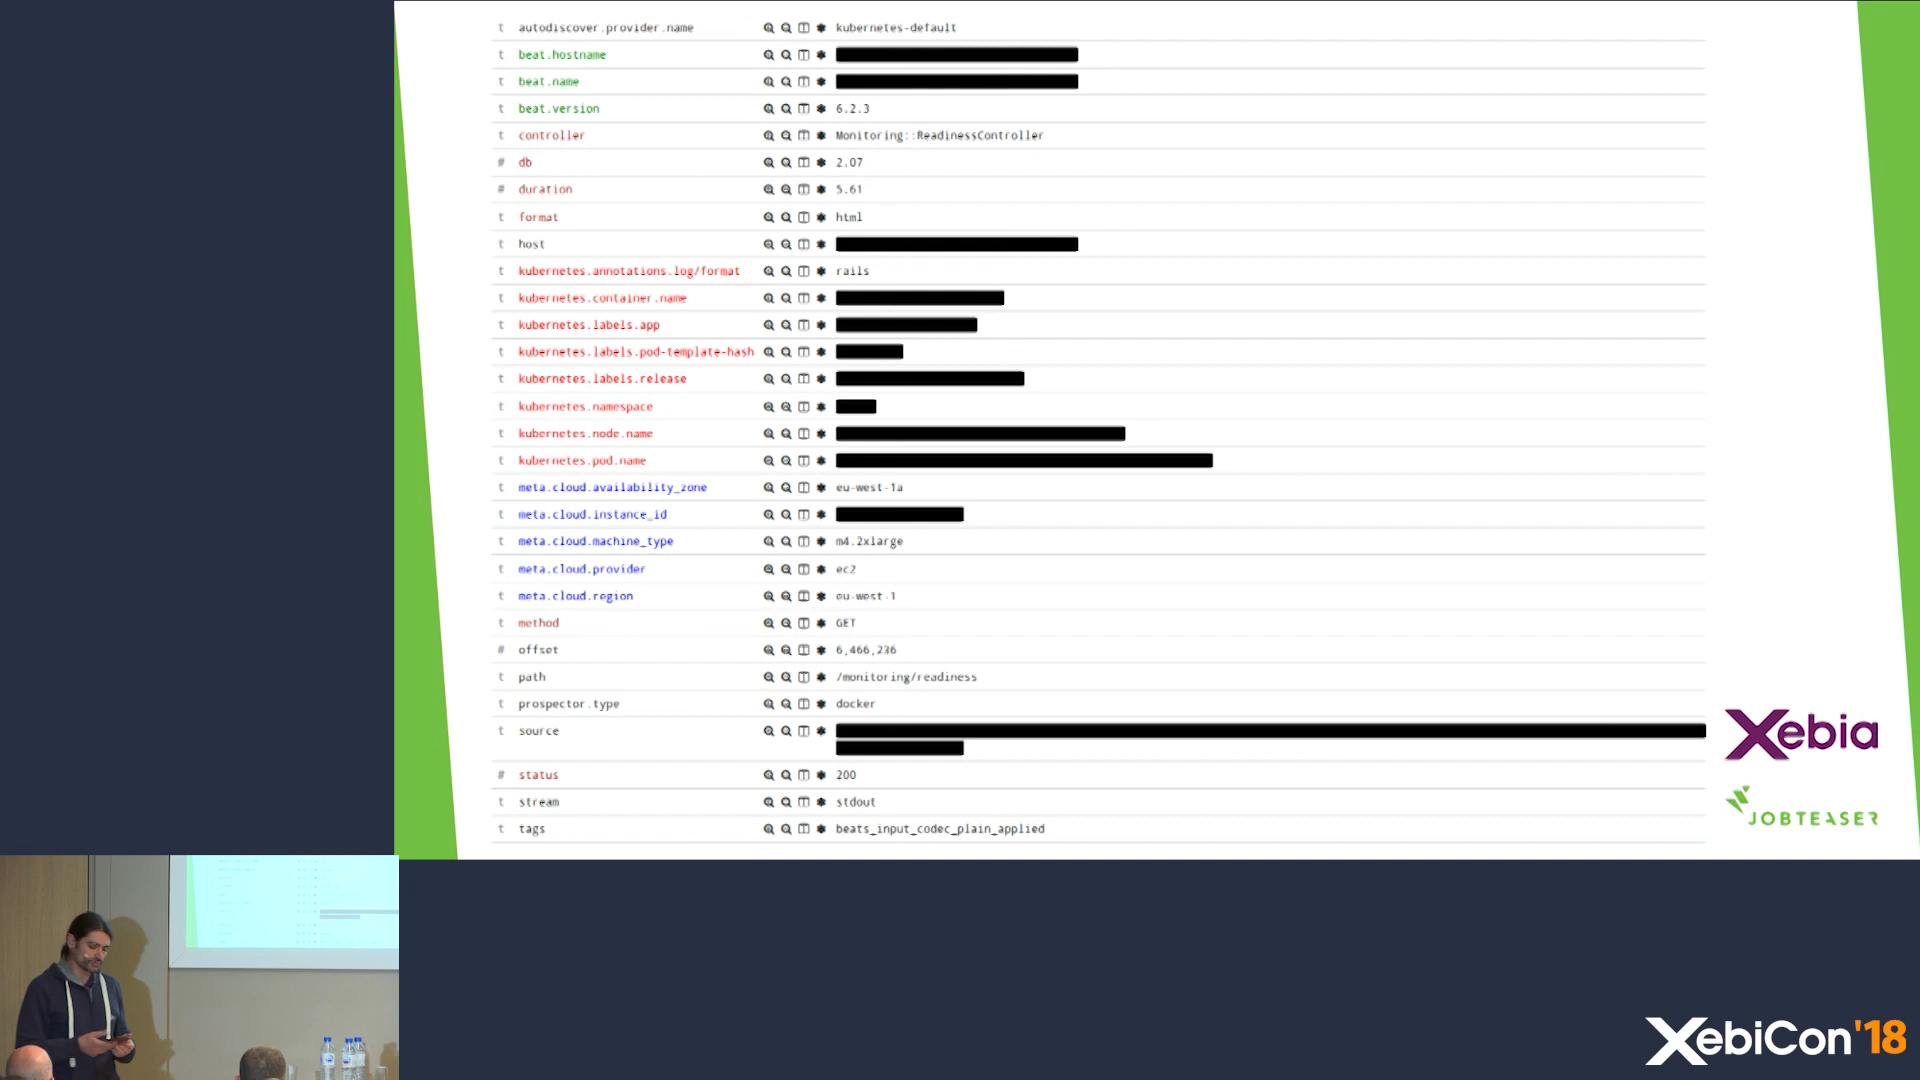 t autodiscover.provider.name kubernetes-default
t beat.hostname
t beat.name
t beat.version 6.2.3
t controller Monitoring::ReadinessController
# db 2.07
# duration 5.61
t format html
t host
t kubernetes.annotations.log/format rails
t kubernetes.container.name
t kubernetes.labels.app
t kubernetes.labels.pod-template-hash
t kubernetes.labels.release
t kubernetes.namespace
t kubernetes.node.name
t kubernetes.pod.name
t meta.cloud.availability_zone eu-west-1a
t meta.cloud.instance_id
t meta.cloud.machine_type m4.2xlarge
t meta.cloud.provider ec2
t meta.cloud.region eu-west-1
t method GET
# offset 6,466,236
t path /monitoring/readiness
t prospector.type docker
t source
# status 200
t stream stdout
t tags beats_input_codec_plain_applied
Xebia
JOBTEASER
XebiCon'18